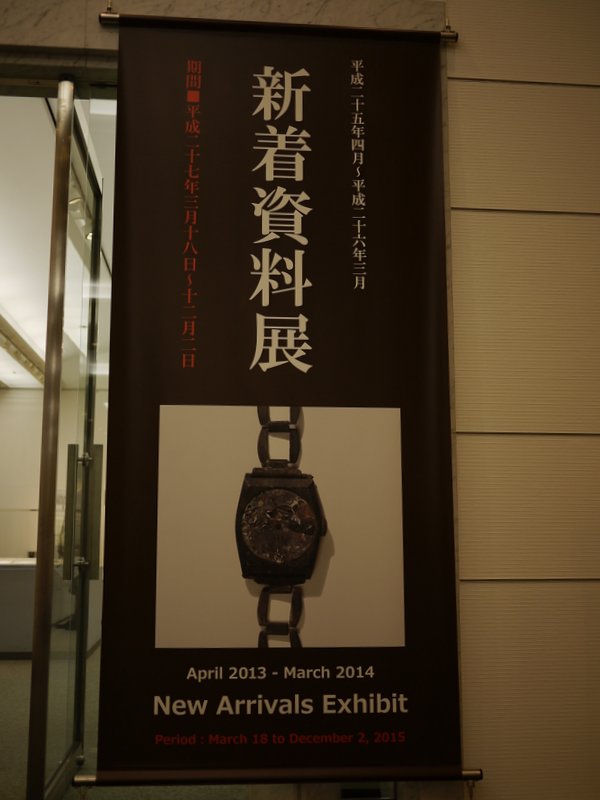 平成二十五年四月～平成二十六年三月
新着資料展
期間■平成二十七年三月十八日～十二月二日
April 2013 - March 2014
New Arrivals Exhibit
Period : March 18 to December 2, 2015